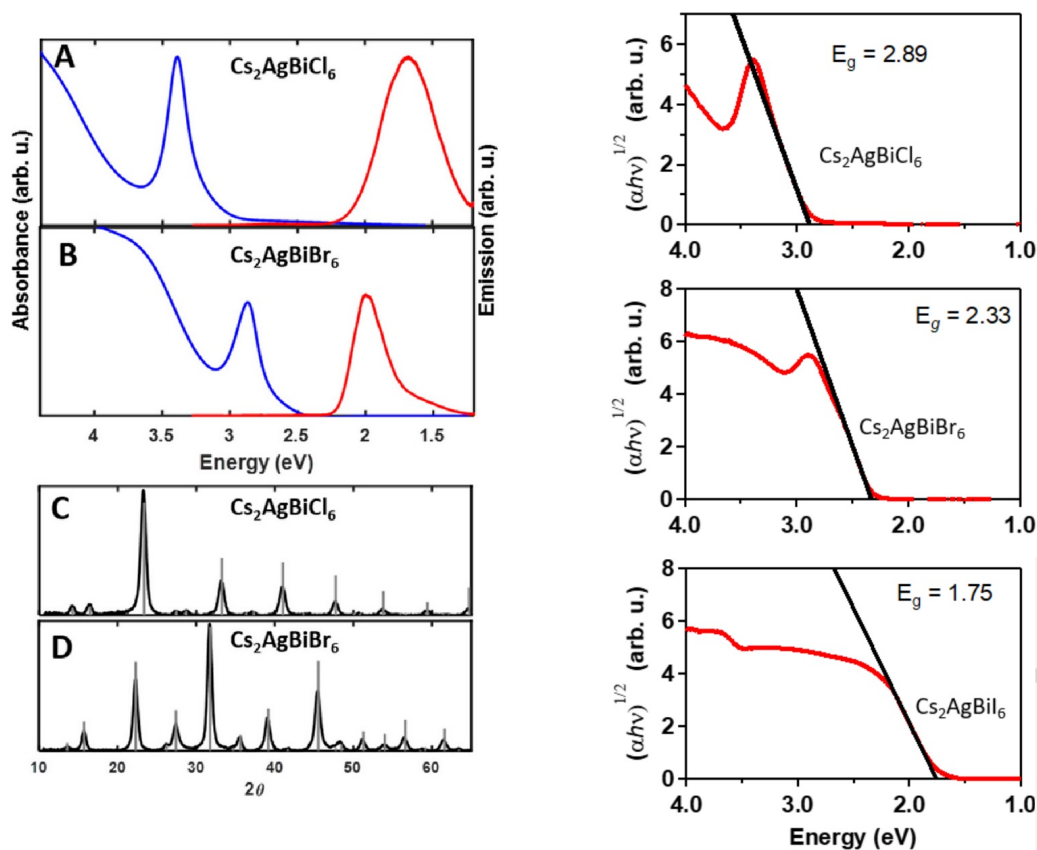 A
Cs2AgBiCl6
B
Cs2AgBiBr6
Absorbance (arb. u.)
Emission (arb. u.)
4 3.5 3 2.5 2 1.5
Energy (eV)
C
Cs2AgBiCl6
D
Cs2AgBiBr6
10 20 30 40 50 60
2θ
6
4
2
0
(αhν)1/2 (arb. u.)
Eg = 2.89
Cs2AgBiCl6
4.0 3.0 2.0 1.0
8
6
4
2
0
(αhν)1/2 (arb. u.)
Eg = 2.33
Cs2AgBiBr6
4.0 3.0 2.0 1.0
8
6
4
2
0
(αhν)1/2 (arb. u.)
Eg = 1.75
Cs2AgBiI6
4.0 3.0 2.0 1.0
Energy (eV)